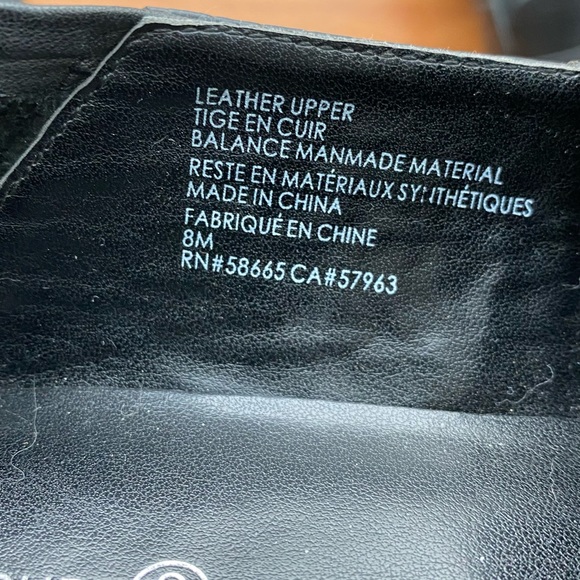 LEATHER UPPER
TIGE EN CUIR
BALANCE MANMADE MATERIAL
RESTE EN MATÉRIAUX SYNTHÉTIQUES
MADE IN CHINA
FABRIQUÉ EN CHINE
8M
RN#58665 CA#57963